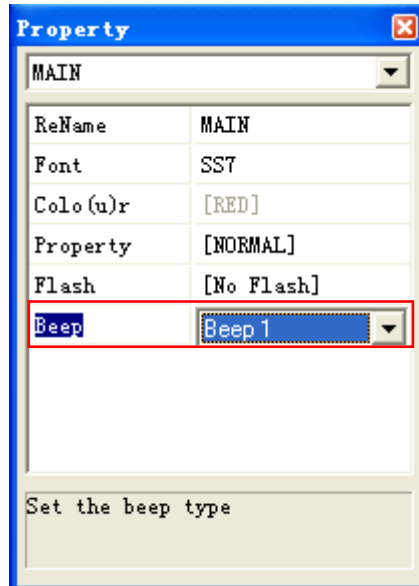 Property
MAIN
ReName MAIN
Font SS7
Colo(u)r [RED]
Property [NORMAL]
Flash [No Flash]
Beep Beep 1
Set the beep type